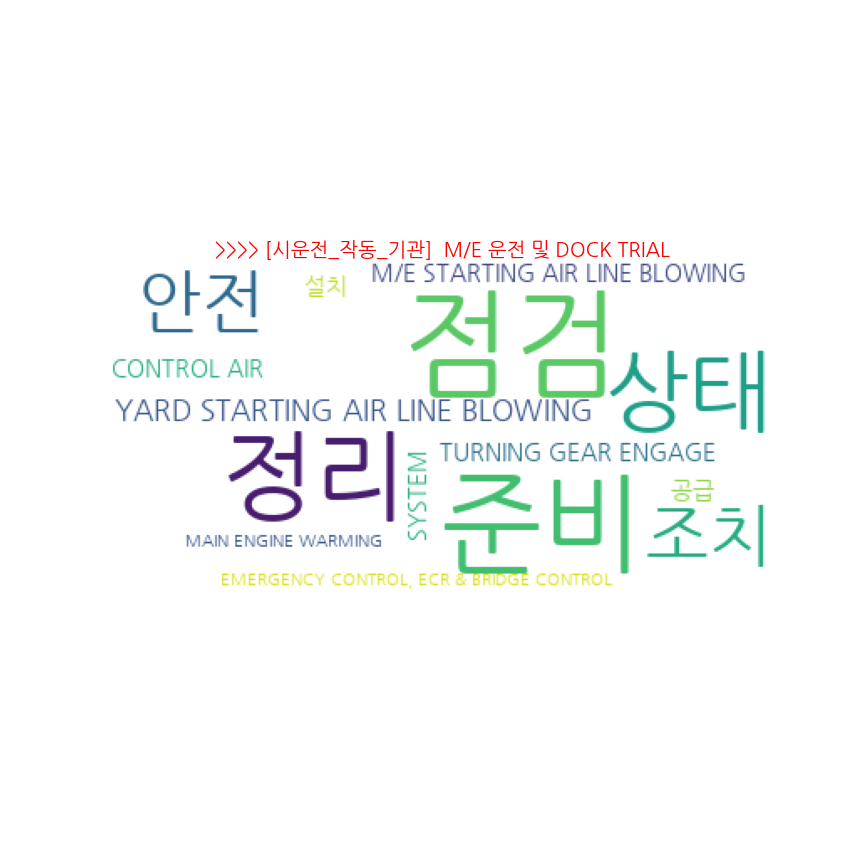 >>>> [시운전_작동_기관]  M/E 운전 및 DOCK TRIAL
M/E STARTING AIR LINE BLOWING
안전
설치
점검
CONTROL AIR
상태
YARD STARTING AIR LINE BLOWING
정리
SYSTEM
TURNING GEAR ENGAGE
준비
공급
조치
MAIN ENGINE WARMING
EMERGENCY CONTROL, ECR & BRIDGE CONTROL